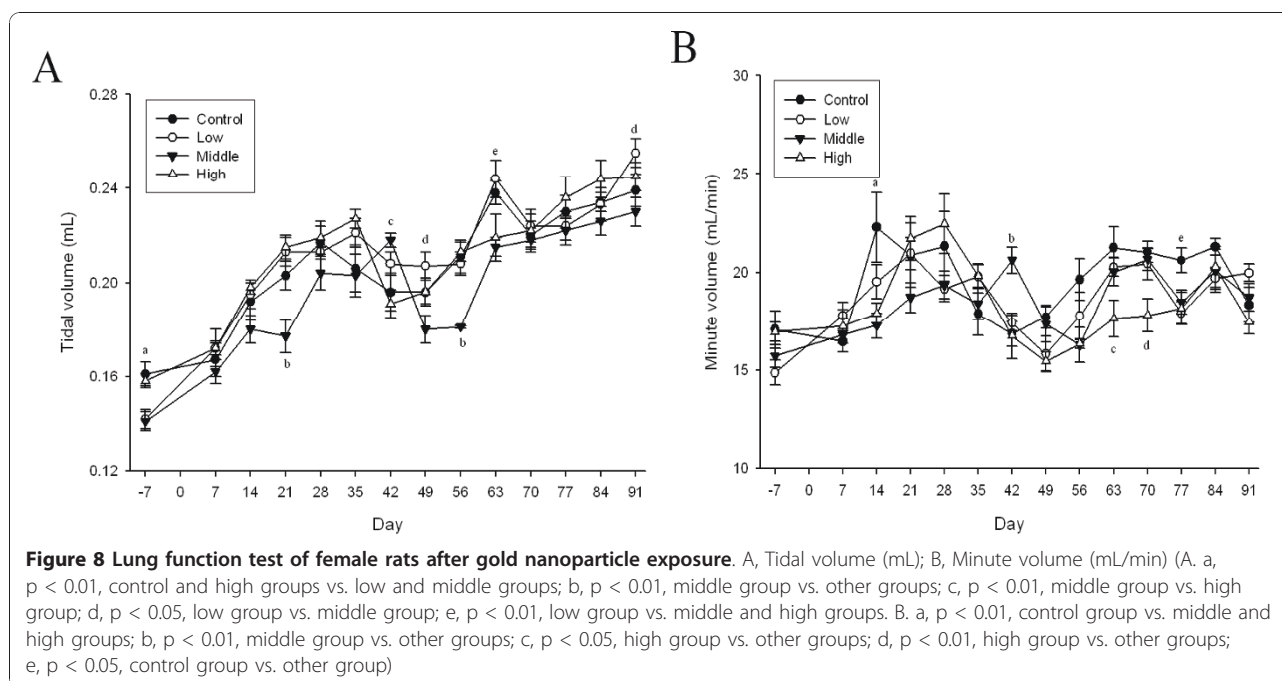 A
0.28
0.24
0.20
0.16
0.12
Tidal volume (mL)
Control
Low
Middle
High
a
b
c
d
b
e
d
-7 0 7 14 21 28 35 42 49 56 63 70 77 84 91
Day
B
30
25
20
15
10
Minute volume (mL/min)
Control
Low
Middle
High
a
b
c
d
e
-7 0 7 14 21 28 35 42 49 56 63 70 77 84 91
Day
Figure 8 Lung function test of female rats after gold nanoparticle exposure. A, Tidal volume (mL); B, Minute volume (mL/min) (A. a,
p < 0.01, control and high groups vs. low and middle groups; b, p < 0.01, middle group vs. other groups; c, p < 0.01, middle group vs. high
group; d, p < 0.05, low group vs. middle group; e, p < 0.01, low group vs. middle and high groups. B. a, p < 0.01, control group vs. middle and
high groups; b, p < 0.01, middle group vs. other groups; c, p < 0.05, high group vs. other groups; d, p < 0.01, high group vs. other groups;
e, p < 0.05, control group vs. other group)